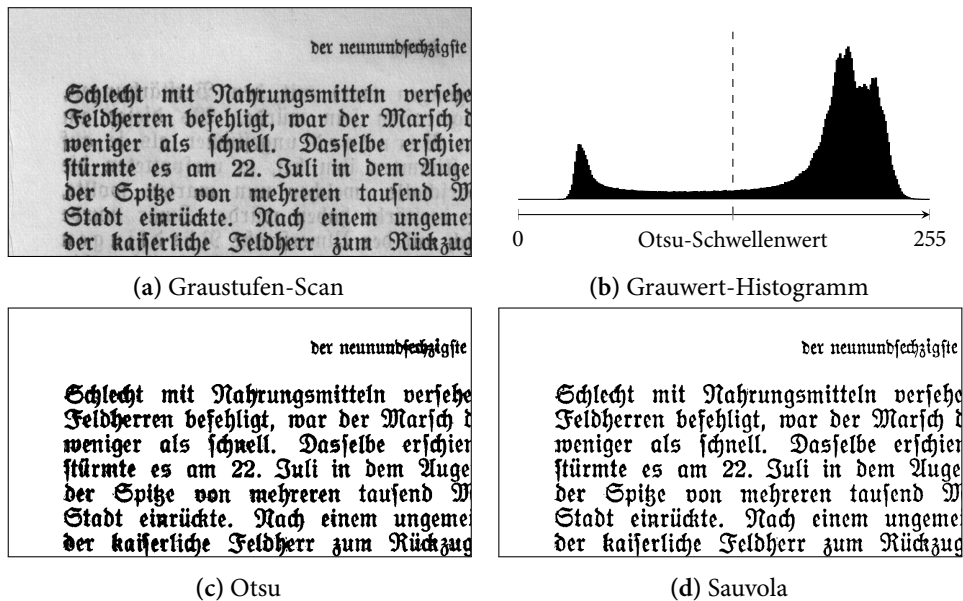 der neunundsechzigste
Schlecht mit Nahrungsmitteln versehe
Feldherren befehligt, war der Marsch d
weniger als schnell. Dasselbe erschien
stürmte es am 22. Juli in dem Auge
der Spitze von mehreren tausend M
Stadt einrückte. Nach einem ungemei
der kaiserliche Feldherr zum Rückzug
(a) Graustufen-Scan
0 Otsu-Schwellenwert 255
(b) Grauwert-Histogramm
der neunundsechzigste
Schlecht mit Nahrungsmitteln versehe
Feldherren befehligt, war der Marsch d
weniger als schnell. Dasselbe erschien
stürmte es am 22. Juli in dem Auge
der Spitze von mehreren tausend M
Stadt einrückte. Nach einem ungemei
der kaiserliche Feldherr zum Rückzug
(c) Otsu
der neunundsechzigste
Schlecht mit Nahrungsmitteln versehe
Feldherren befehligt, war der Marsch d
weniger als schnell. Dasselbe erschien
stürmte es am 22. Juli in dem Auge
der Spitze von mehreren tausend M
Stadt einrückte. Nach einem ungemei
der kaiserliche Feldherr zum Rückzug
(d) Sauvola